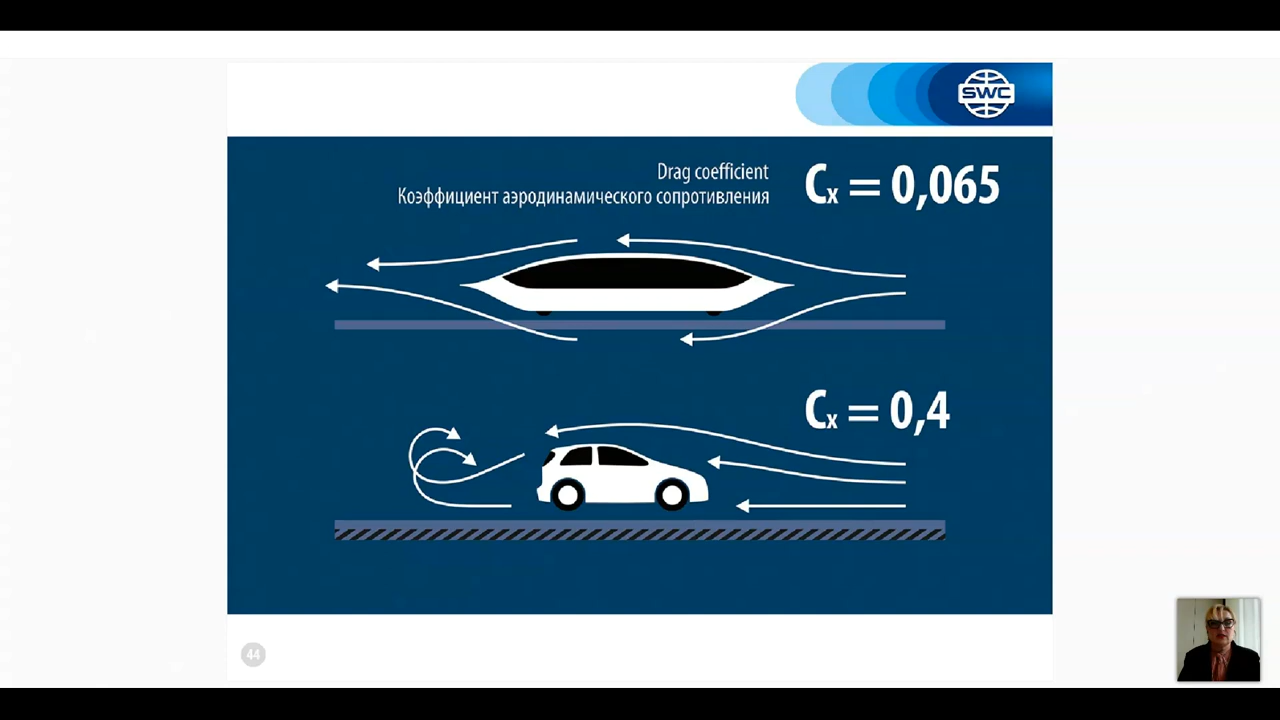 SWC
Drag coefficient
Коэффициент аэродинамического сопротивления
Cx = 0,065
Cx = 0,4
44